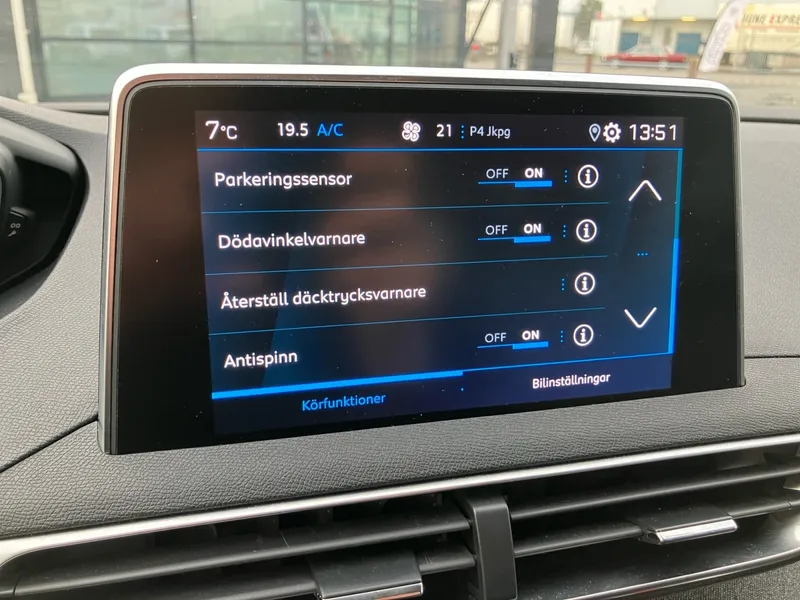 7°C 19.5 A/C 21 P4 Jkpg 13:51
Parkeringssensor OFF ON i
Dödavinkelvarnare OFF ON i
Återställ däcktrycksvarnare i
Antispinn OFF ON i
Körfunktioner Bilinställningar